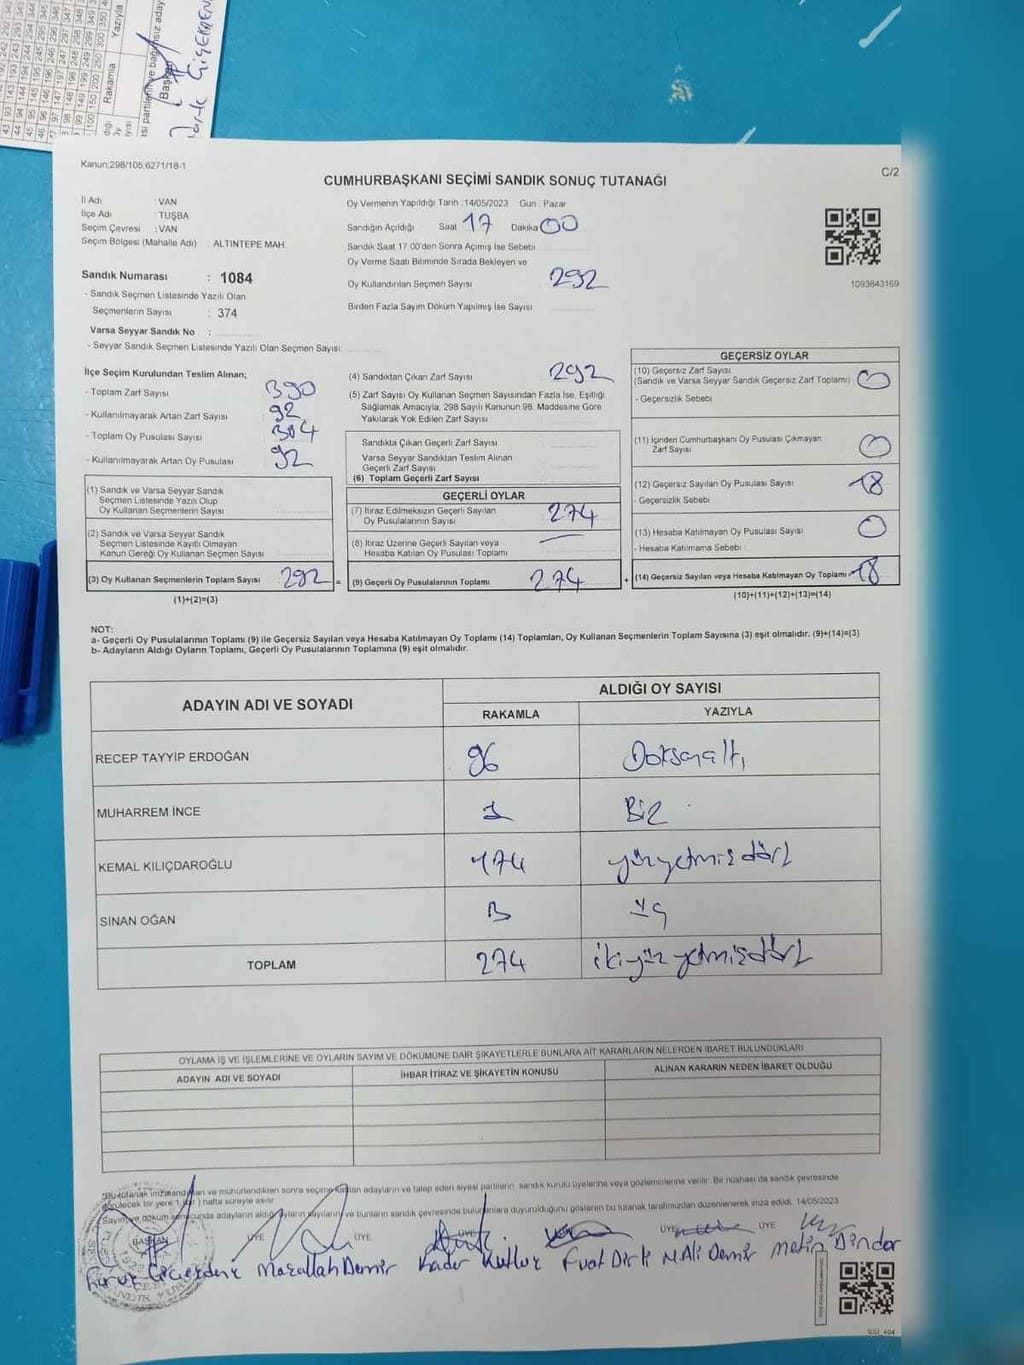 Rakamla
Yazıyla
Kanun:298/105;6271/18-1
C/2
CUMHURBAŞKANI SEÇİMİ SANDIK SONUÇ TUTANAĞI
İl Adı : VAN
İlçe Adı : TUŞBA
Seçim Çevresi : VAN
Seçim Bölgesi (Mahalle Adı) : ALTINTEPE MAH.
Sandık Numarası : 1084
- Sandık Seçmen Listesinde Yazılı Olan
Seçmenlerin Sayısı : 374
Varsa Seyyar Sandık No :
- Seyyar Sandık Seçmen Listesinde Yazılı Olan Seçmen Sayısı:
Oy Vermenin Yapıldığı Tarih :14/05/2023 Gün : Pazar
Sandığın Açıldığı Saat 17 Dakika 00
Sandık Saat 17:00'den Sonra Açımış İse Sebebi
Oy Verme Saati Bitiminde Sırada Bekleyen ve
Oy Kullandırılan Seçmen Sayısı 292
Birden Fazla Sayım Döküm Yapılmış İse Sayısı
1093843169
İlçe Seçim Kurulundan Teslim Alınan;
- Toplam Zarf Sayısı 390
- Kullanılmayarak Artan Zarf Sayısı 92
- Toplam Oy Pusulası Sayısı 384
- Kullanılmayarak Artan Oy Pusulası 92
(1) Sandık ve Varsa Seyyar Sandık
Seçmen Listesinde Yazılı Olup
Oy Kullanan Seçmenlerin Sayısı
(2) Sandık ve Varsa Seyyar Sandık
Seçmen Listesinde Kayıtlı Olmayan
Kanun Gereği Oy Kullanan Seçmen Sayısı
(3) Oy Kullanan Seçmenlerin Toplam Sayısı 292 =
(1)+(2)=(3)
(4) Sandıktan Çıkan Zarf Sayısı 292
(5) Zarf Sayısı Oy Kullanan Seçmen Sayısından Fazla İse, Eşitliği
Sağlamak Amacıyla, 298 Sayılı Kanunun 98. Maddesine Göre
Yakılarak Yok Edilen Zarf Sayısı
Sandıkta Çıkan Geçerli Zarf Sayısı
Varsa Seyyar Sandıktan Teslim Alınan
Geçerli Zarf Sayısı
(6) Toplam Geçerli Zarf Sayısı
GEÇERLİ OYLAR
(7) İtiraz Edilmeksizin Geçerli Sayılan
Oy Pusulalarının Sayısı 274
(8) İtiraz Üzerine Geçerli Sayılan veya
Hesaba Katılan Oy Pusulası Toplamı
(9) Geçerli Oy Pusulalarının Toplamı 274 +
GEÇERSİZ OYLAR
(10) Geçersiz Zarf Sayısı
(Sandık ve Varsa Seyyar Sandık Geçersiz Zarf Toplamı) 0
- Geçersizlik Sebebi
(11) İçinden Cumhurbaşkanı Oy Pusulası Çıkmayan
Zarf Sayısı 0
(12) Geçersiz Sayılan Oy Pusulası Sayısı 18
- Geçersizlik Sebebi
(13) Hesaba Katılmayan Oy Pusulası Sayısı 0
- Hesaba Katılmama Sebebi
(14) Geçersiz Sayılan veya Hesaba Katılmayan Oy Toplamı 18
(10)+(11)+(12)+(13)=(14)
NOT:
a- Geçerli Oy Pusulalarının Toplamı (9) ile Geçersiz Sayılan veya Hesaba Katılmayan Oy Toplamı (14) Toplamları, Oy Kullanan Seçmenlerin Toplam Sayısına (3) eşit olmalıdır. (9)+(14)=(3)
b- Adayların Aldığı Oyların Toplamı, Geçerli Oy Pusulalarının Toplamına (9) eşit olmalıdır.
ADAYIN ADI VE SOYADI ALDIĞI OY SAYISI
RAKAMLA YAZIYLA
RECEP TAYYİP ERDOĞAN 96 Doksanaltı
MUHARREM İNCE 1 Bir
KEMAL KILIÇDAROĞLU 174 yüzyetmişdört
SİNAN OĞAN 3 üç
TOPLAM 274 ikiyüzyetmişdört
OYLAMA İŞ VE İŞLEMLERİNE VE OYLARIN SAYIM VE DÖKÜMÜNE DAİR ŞİKAYETLERLE BUNLARA AİT KARARLARIN NELERDEN İBARET BULUNDUKLARI
ADAYIN ADI VE SOYADI İHBAR İTİRAZ VE ŞİKAYETİN KONUSU ALINAN KARARIN NEDEN İBARET OLDUĞU
ve mühürlendikten sonra seçime katılan adayların ve talep eden siyasi partilerin sandık kurulu üyelerine veya gözlemcilerine verilir. Bir nüshası da sandık çevresinde
bir yere 1 hafta süreyle asılır.
Sayım ve döküm sonucunda adayların aldığı oyların sayılarını ve bunların sandık çevresinde bulunanlara duyurulduğunu gösteren bu tutanak tarafımızdan düzenlenerek imza edildi. 14/05/2023
BAŞKAN ÜYE ÜYE ÜYE ÜYE ÜYE
Mazallah Demir Kader Kutluk Fuat Dirli M.Ali Demir Metin Dindar